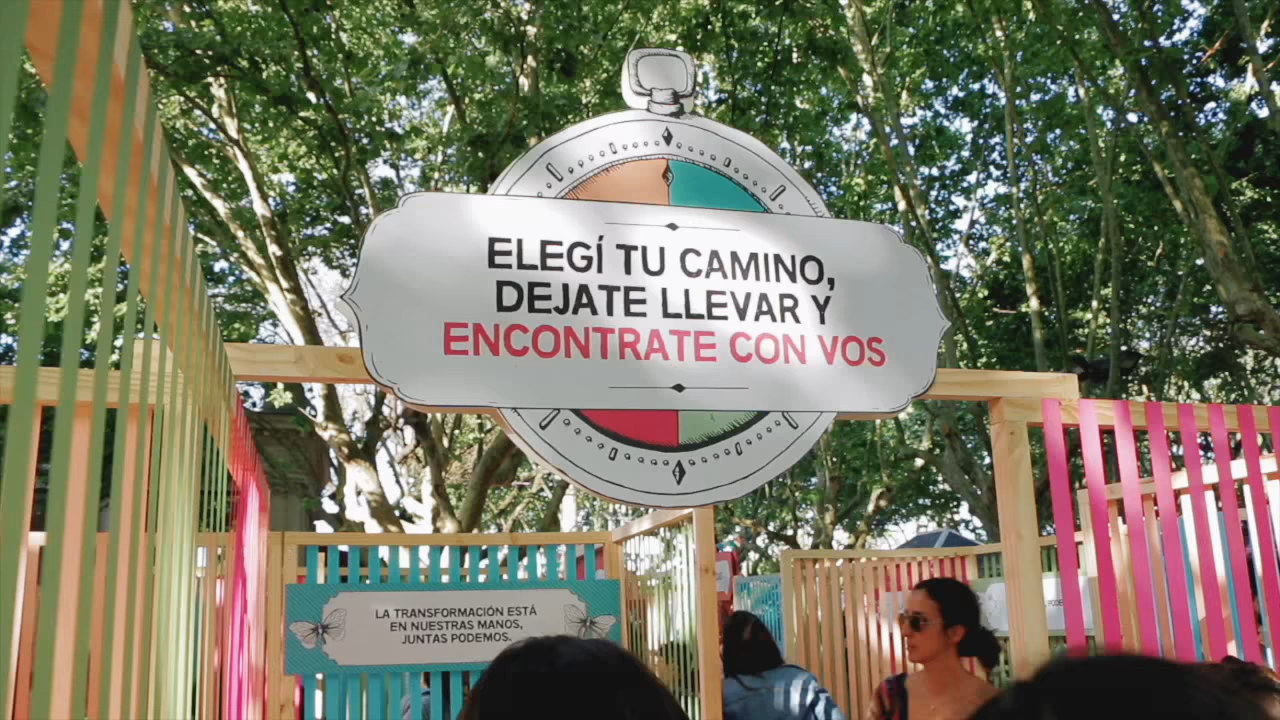 ELEGÍ TU CAMINO,
DEJATE LLEVAR Y
ENCONTRATE CON VOS
LA TRANSFORMACIÓN ESTÁ
EN NUESTRAS MANOS,
JUNTAS PODEMOS.